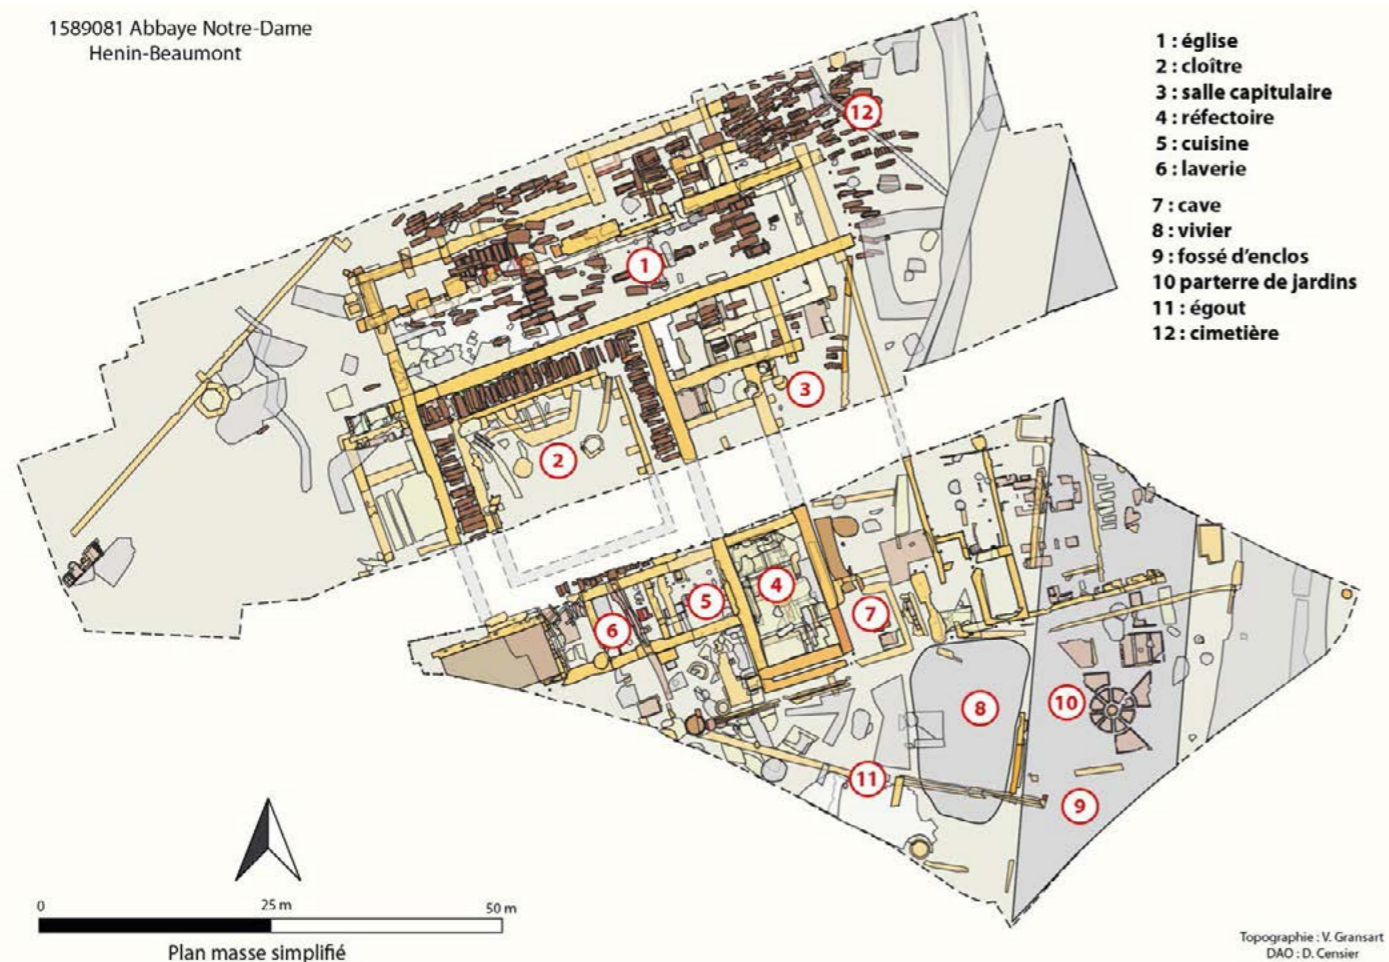 1589081 Abbaye Notre-Dame
Henin-Beaumont
1 : église
2 : cloître
3 : salle capitulaire
4 : réfectoire
5 : cuisine
6 : laverie
7 : cave
8 : vivier
9 : fossé d'enclos
10 parterre de jardins
11 : égout
12 : cimetière
12
1
3
2
4
5
7
6
8
10
11
9
0 25 m 50 m
Plan masse simplifié
Topographie : V. Gransart
DAO : D. Censier